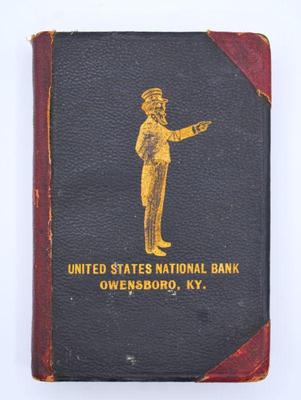 UNITED STATES NATIONAL BANK
OWENSBORO, KY.